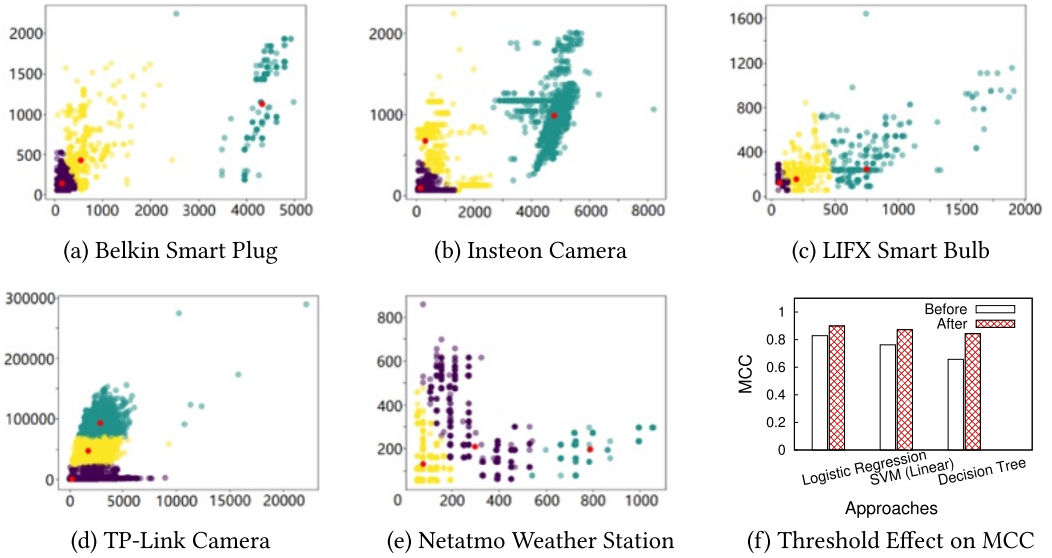 2000
1500
1000
500
0
0 1000 2000 3000 4000 5000
(a) Belkin Smart Plug
2000
1500
1000
500
0
0 2000 4000 6000 8000
(b) Insteon Camera
1600
1200
800
400
0
0 500 1000 1500 2000
(c) LIFX Smart Bulb
300000
200000
100000
0
0 5000 10000 15000 20000
(d) TP-Link Camera
800
600
400
200
0
0 200 400 600 800 1000
(e) Netatmo Weather Station
1
0.8
0.6
0.4
0.2
0
MCC
Before
After
Logistic Regression
SVM (Linear)
Decision Tree
Approaches
(f) Threshold Effect on MCC